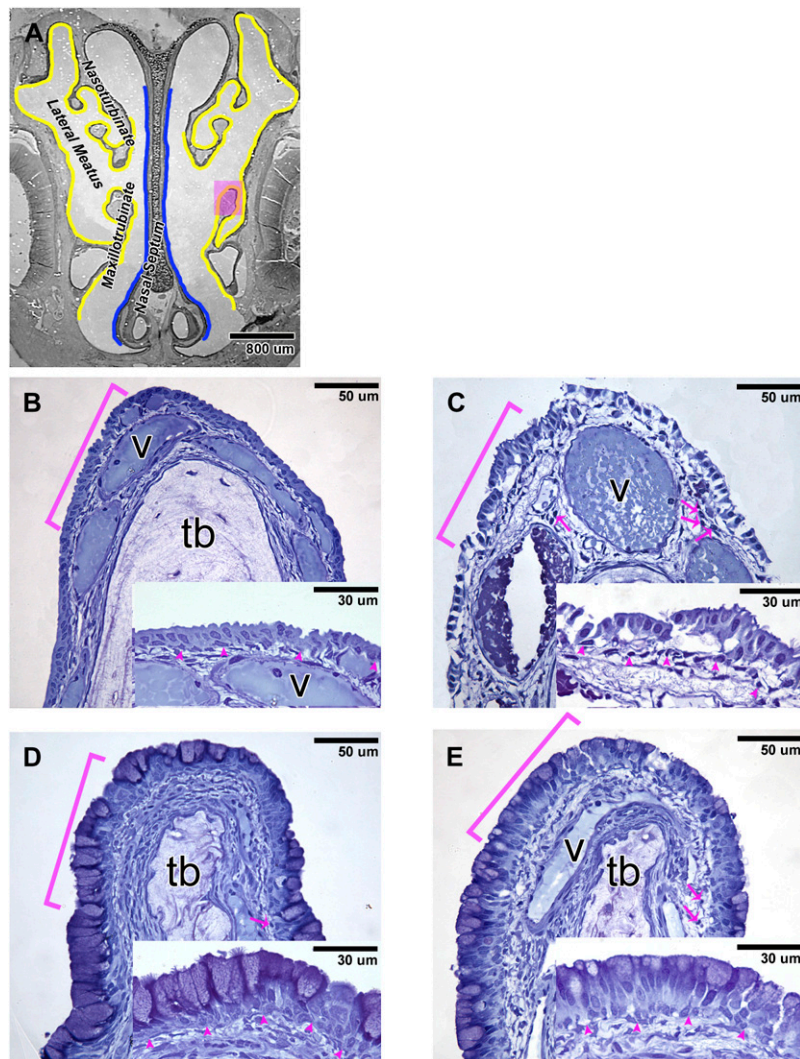 A
Nasoturbinate
Lateral Meatus
Maxillotrubinate
Nasal Septum
800 um
B
50 um
V
tb
30 um
V
C
50 um
V
30 um
D
50 um
tb
30 um
E
50 um
V
tb
30 um